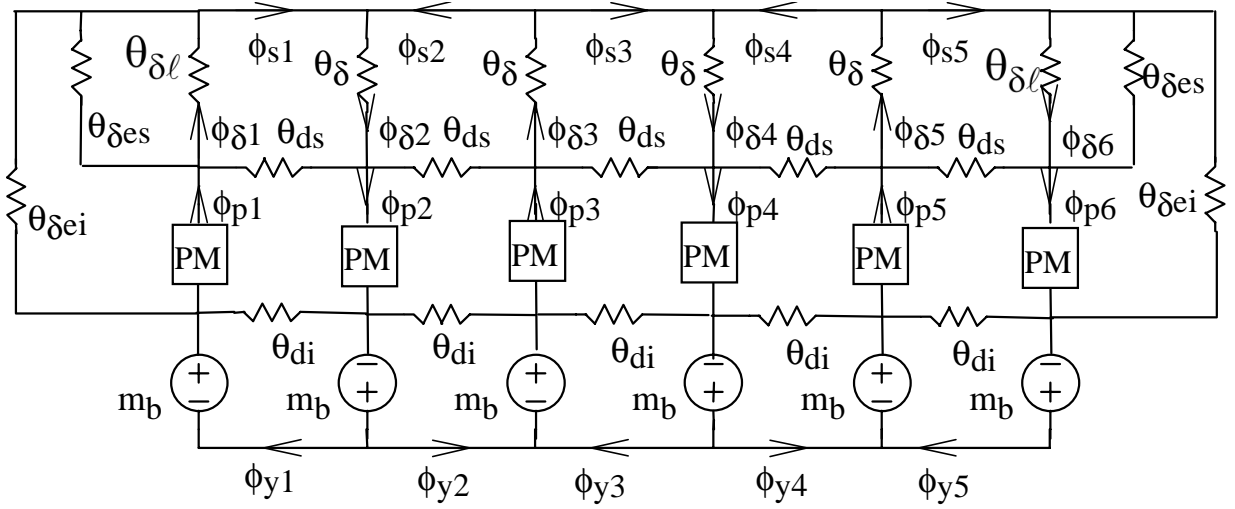 ϕs1 ϕs2 ϕs3 ϕs4 ϕs5
θδℓ θδ θδ θδ θδ θδℓ
θδes θδes
ϕδ1 θds ϕδ2 θds ϕδ3 θds ϕδ4 θds ϕδ5 θds ϕδ6
θδei ϕp1 ϕp2 ϕp3 ϕp4 ϕp5 ϕp6 θδei
PM PM PM PM PM PM
θdi θdi θdi θdi θdi
+ − + − + −
mb mb mb mb mb mb
− + − + − +
ϕy1 ϕy2 ϕy3 ϕy4 ϕy5